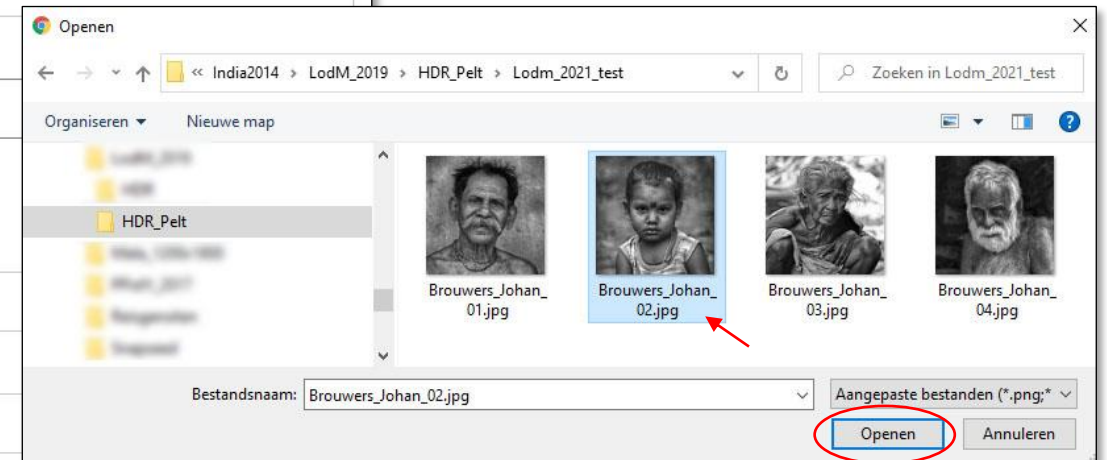 Openen
« India2014 › LodM_2019 › HDR_Pelt › Lodm_2021_test
Zoeken in Lodm_2021_test
Organiseren Nieuwe map
HDR_Pelt
Brouwers_Johan_
01.jpg
Brouwers_Johan_
02.jpg
Brouwers_Johan_
03.jpg
Brouwers_Johan_
04.jpg
Bestandsnaam: Brouwers_Johan_02.jpg
Aangepaste bestanden (*.png;*
Openen Annuleren